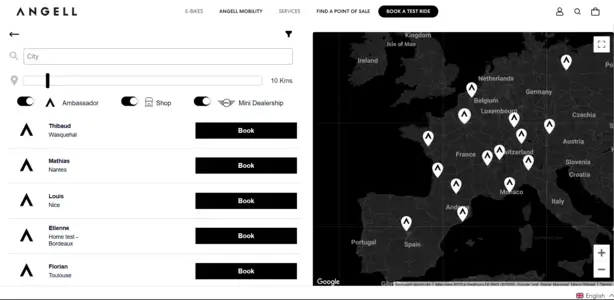 ANGELL
E-BIKES
ANGELL MOBILITY
SERVICES
FIND A POINT OF SALE
BOOK A TEST RIDE
City
10 Kms
Ambassador
Shop
Mini Dealership
Thibaud
Wasquehal
Book
Mathias
Nantes
Book
Louis
Nice
Book
Etienne
Home test -
Bordeaux
Book
Florian
Toulouse
Book
Kingdom
Isle of Man
Ireland
Netherlands
Germany
Belgium
Luxembourg
Czechia
Austria
France
Switzerland
Slovenia
Croatia
Monaco
Italy
Portugal
Spain
Google
English